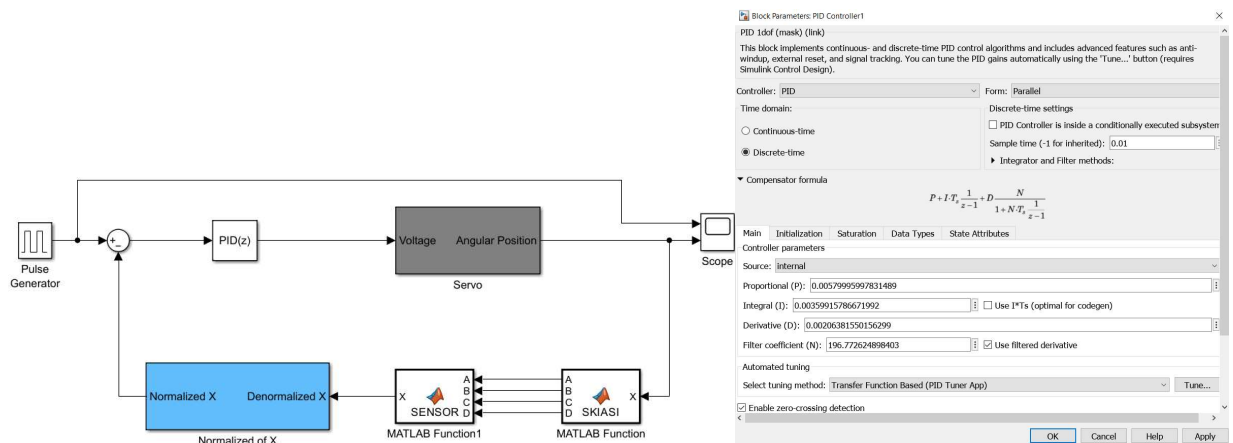 Pulse
Generator
+
−
PID(z)
Voltage
Angular Position
Servo
Scope
Normalized X
Denormalized X
Normalized of X
X
A
B
C
D
SENSOR
MATLAB Function1
A
B
C
D
X
SKIASI
MATLAB Function
Block Parameters: PID Controller1
PID 1dof (mask) (link)
This block implements continuous- and discrete-time PID control algorithms and includes advanced features such as anti-
windup, external reset, and signal tracking. You can tune the PID gains automatically using the 'Tune...' button (requires
Simulink Control Design).
Controller: PID
Form: Parallel
Time domain:
Continuous-time
Discrete-time
Discrete-time settings
PID Controller is inside a conditionally executed subsystem
Sample time (-1 for inherited): 0.01
Integrator and Filter methods:
Compensator formula
P + I·T_s 1/(z−1) + D N/(1 + N·T_s 1/(z−1))
Main Initialization Saturation Data Types State Attributes
Controller parameters
Source: internal
Proportional (P): 0.00579995997831489
Integral (I): 0.00359915786671992
Use I*Ts (optimal for codegen)
Derivative (D): 0.00206381550156299
Filter coefficient (N): 196.772624898403
Use filtered derivative
Automated tuning
Select tuning method: Transfer Function Based (PID Tuner App)
Tune...
Enable zero-crossing detection
OK Cancel Help Apply